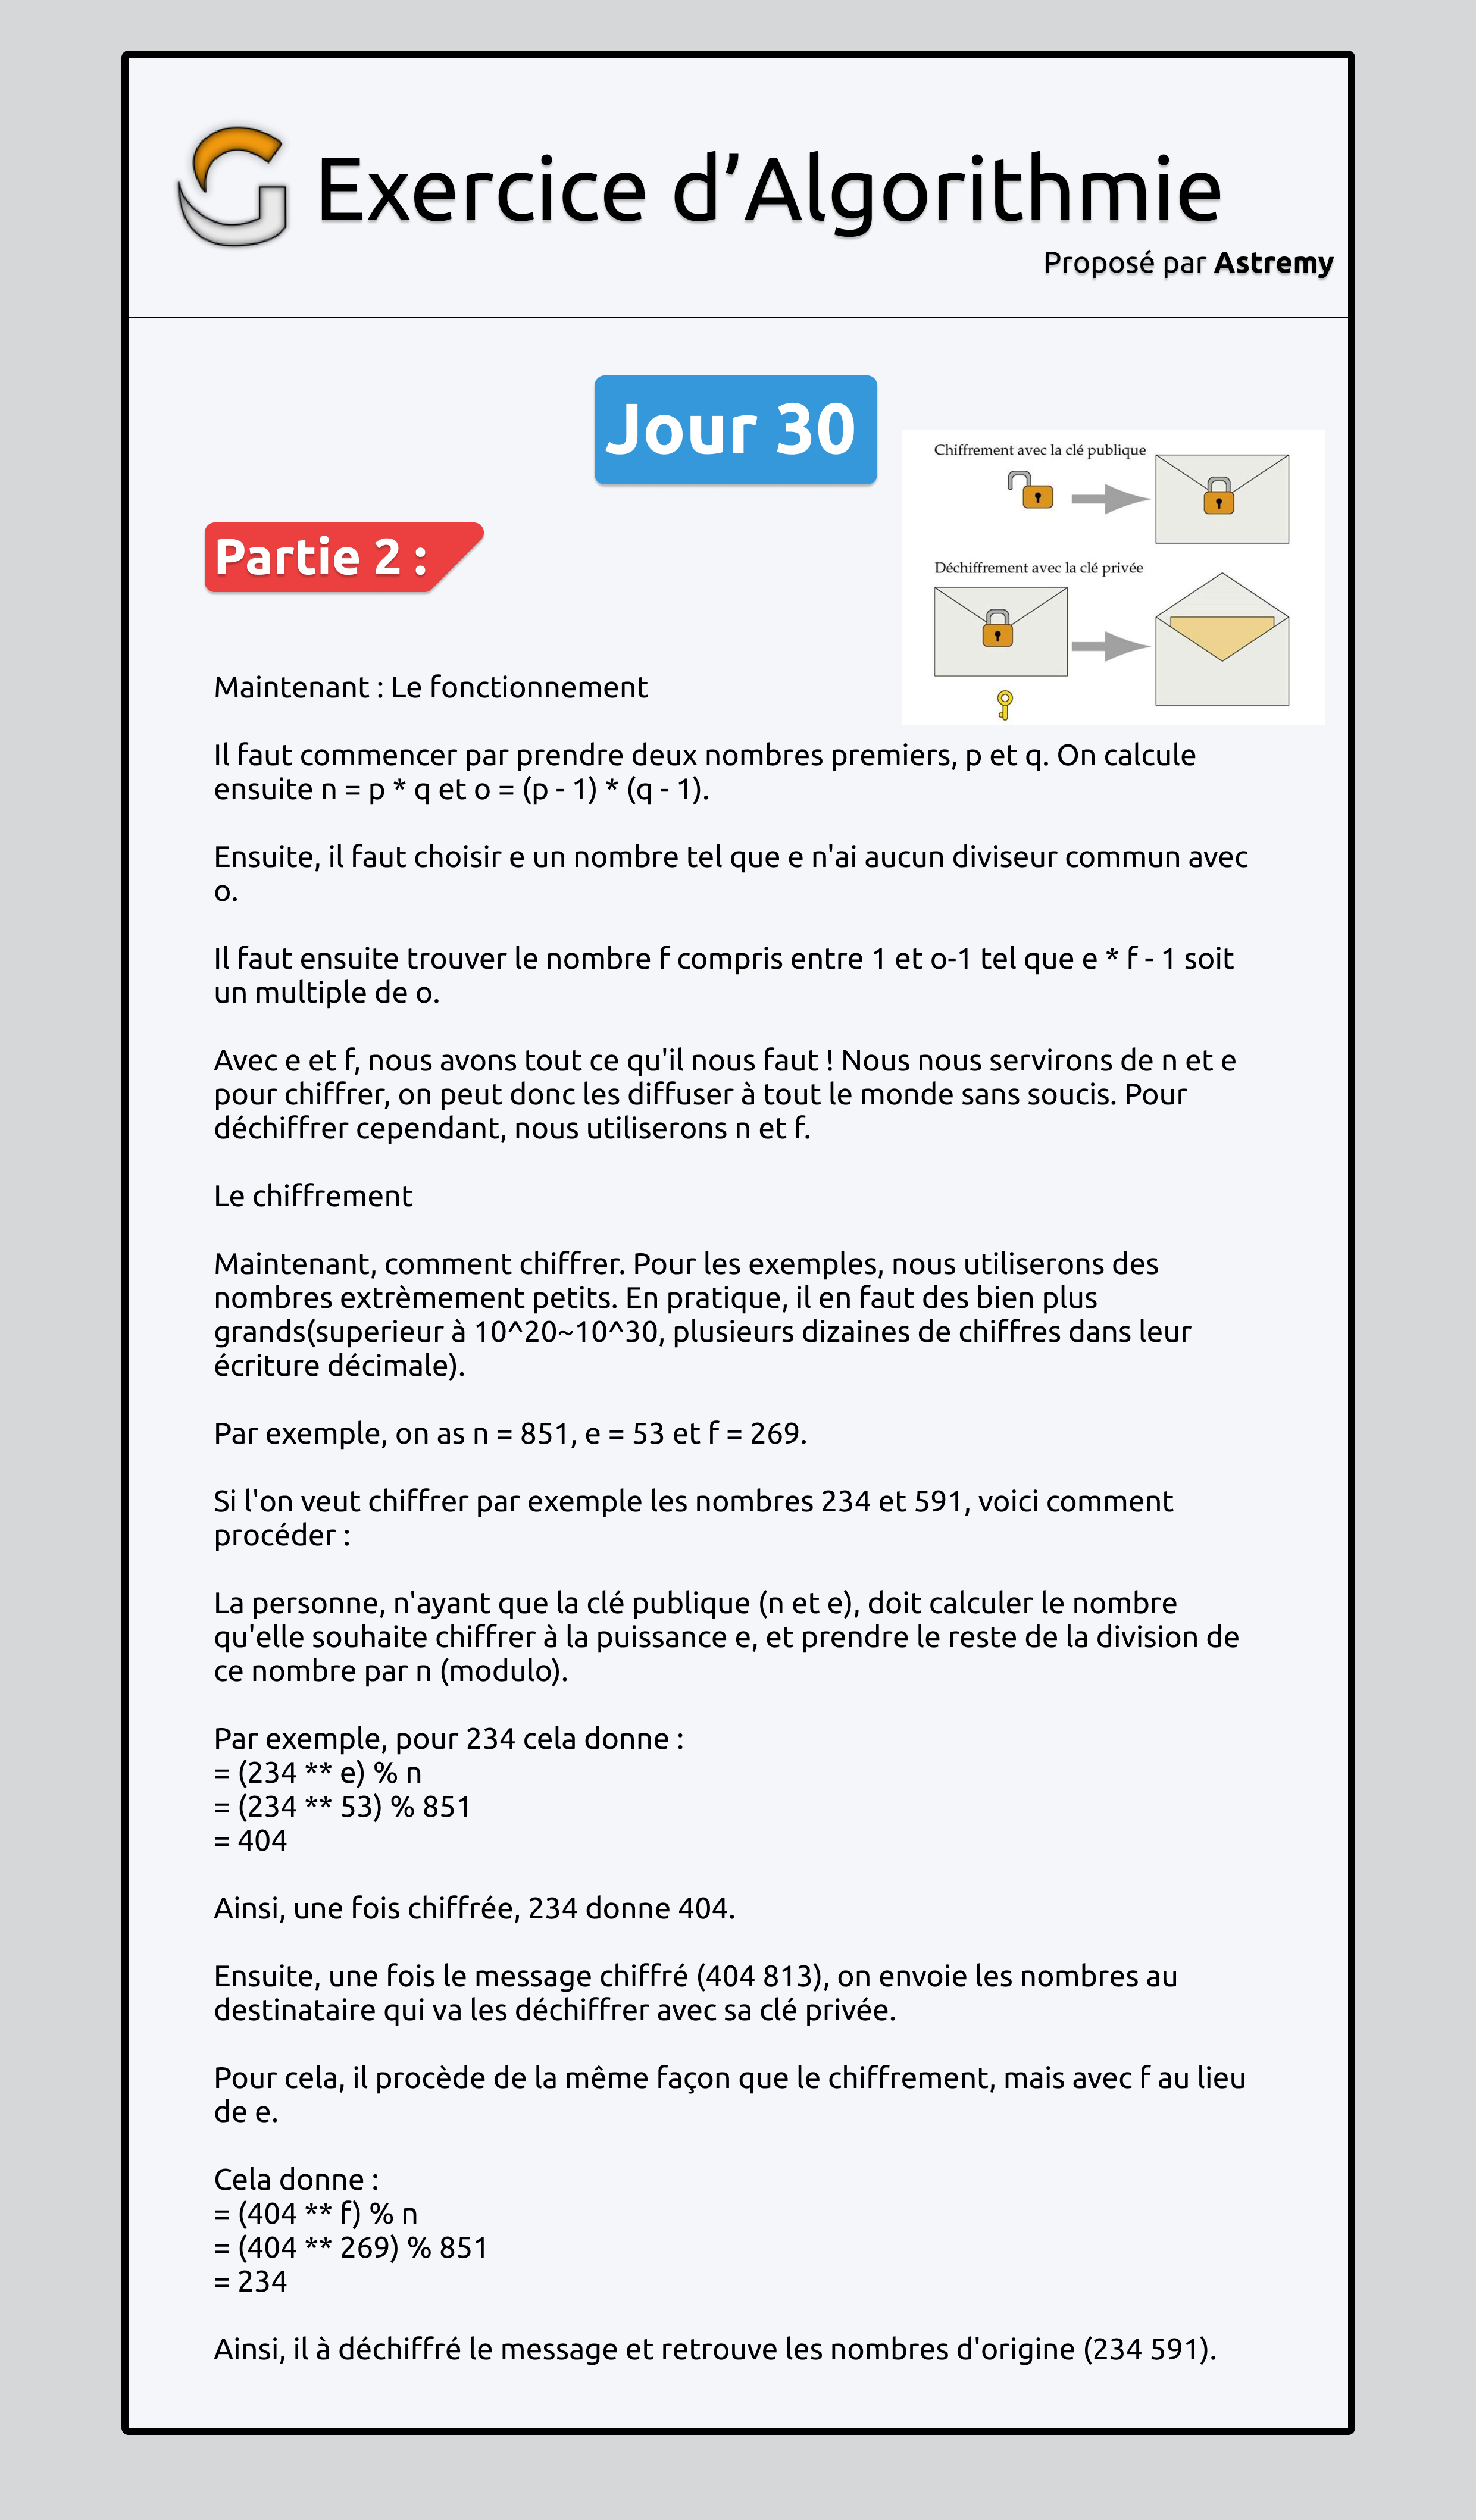 Exercice d’Algorithmie
Proposé par Astremy
Jour 30
Chiffrement avec la clé publique
Déchiffrement avec la clé privée
Partie 2 :
Maintenant : Le fonctionnement
Il faut commencer par prendre deux nombres premiers, p et q. On calcule
ensuite n = p * q et o = (p - 1) * (q - 1).
Ensuite, il faut choisir e un nombre tel que e n'ai aucun diviseur commun avec
o.
Il faut ensuite trouver le nombre f compris entre 1 et o-1 tel que e * f - 1 soit
un multiple de o.
Avec e et f, nous avons tout ce qu'il nous faut ! Nous nous servirons de n et e
pour chiffrer, on peut donc les diffuser à tout le monde sans soucis. Pour
déchiffrer cependant, nous utiliserons n et f.
Le chiffrement
Maintenant, comment chiffrer. Pour les exemples, nous utiliserons des
nombres extrèmement petits. En pratique, il en faut des bien plus
grands(superieur à 10^20~10^30, plusieurs dizaines de chiffres dans leur
écriture décimale).
Par exemple, on as n = 851, e = 53 et f = 269.
Si l'on veut chiffrer par exemple les nombres 234 et 591, voici comment
procéder :
La personne, n'ayant que la clé publique (n et e), doit calculer le nombre
qu'elle souhaite chiffrer à la puissance e, et prendre le reste de la division de
ce nombre par n (modulo).
Par exemple, pour 234 cela donne :
= (234 ** e) % n
= (234 ** 53) % 851
= 404
Ainsi, une fois chiffrée, 234 donne 404.
Ensuite, une fois le message chiffré (404 813), on envoie les nombres au
destinataire qui va les déchiffrer avec sa clé privée.
Pour cela, il procède de la même façon que le chiffrement, mais avec f au lieu
de e.
Cela donne :
= (404 ** f) % n
= (404 ** 269) % 851
= 234
Ainsi, il à déchiffré le message et retrouve les nombres d'origine (234 591).